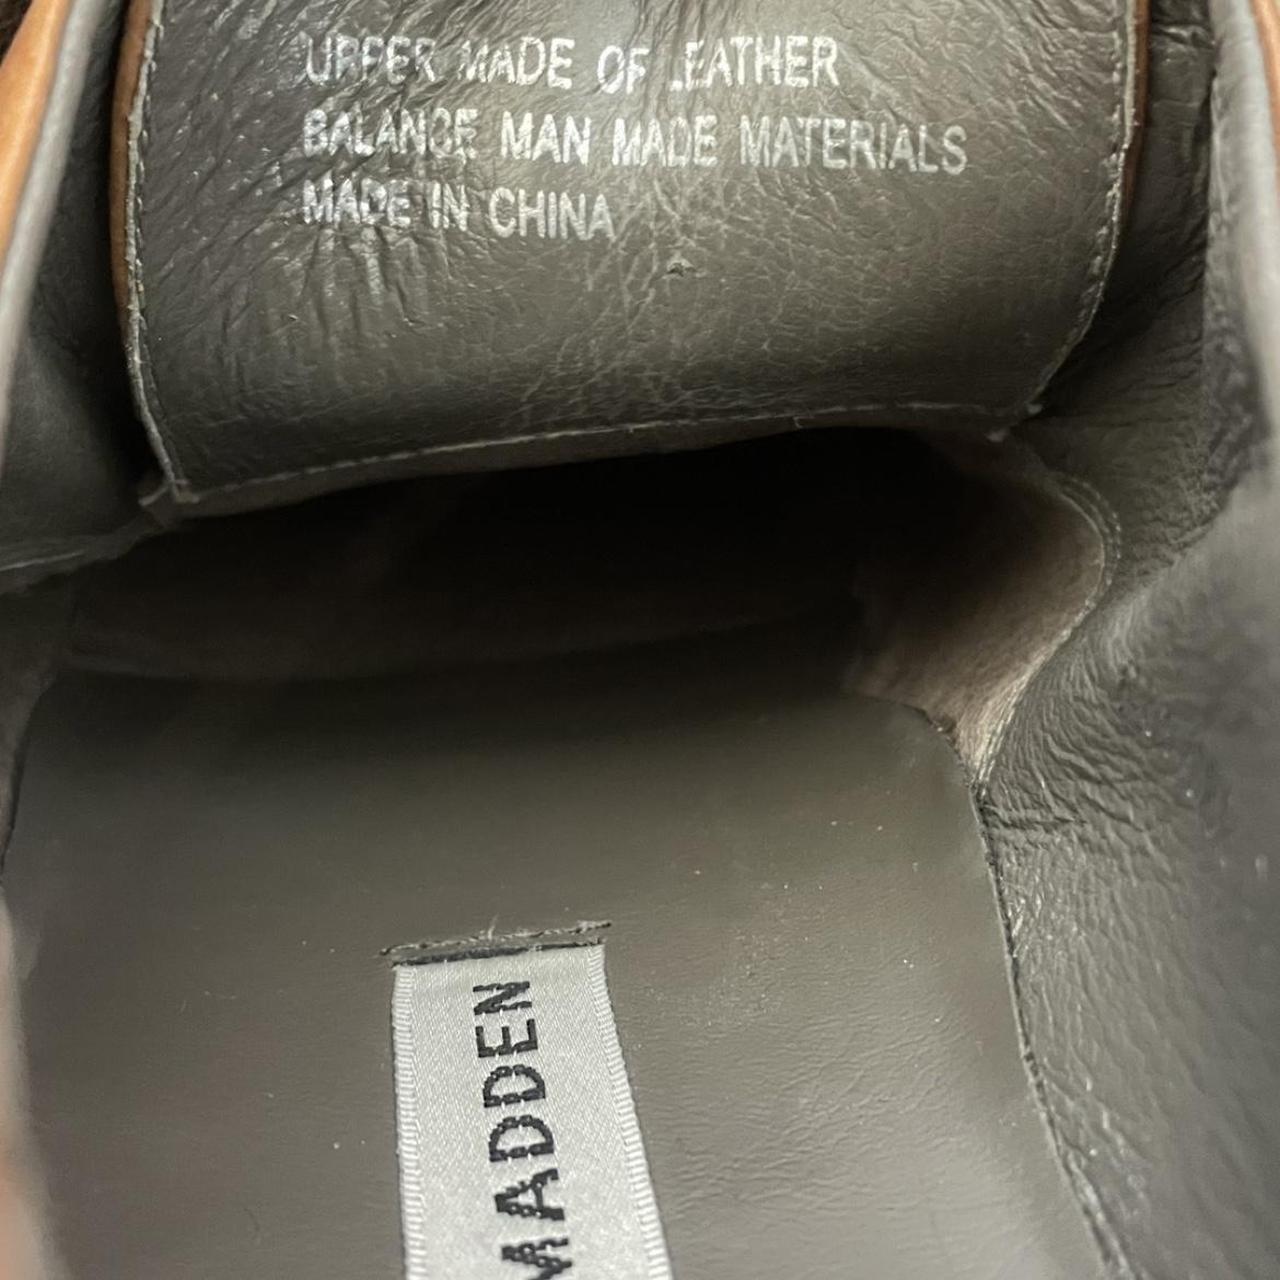 UPPER MADE OF LEATHER
BALANCE MAN MADE MATERIALS
MADE IN CHINA
MADDEN